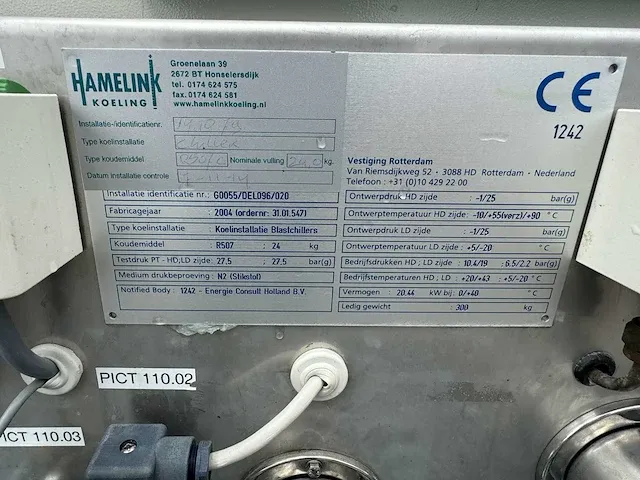 HAMELINK
KOELING
Groenelaan 39
2672 BT Honselersdijk
tel. 0174 624 575
fax. 0174 624 581
www.hamelinkkoeling.nl
Installatie-/identificatienr:
Type koelinstallatie Chiller
Type koudemiddel Nominale vulling 24.0 kg.
Datum installatie controle
CE
1242
Vestiging Rotterdam
Van Riemsdijkweg 52 - 3088 HD Rotterdam - Nederland
Telefoon : +31 (0)10 429 22 00
Installatie identificatie nr.: G0055/DEL096/020
Fabricagejaar : 2004 (ordernr: 31.01.547)
Type koelinstallatie : Koelinstallatie Blastchillers
Koudemiddel : R507 : 24 kg
Testdruk PT - HD;LD zijde : 27.5 : 27.5 bar(g)
Medium drukbeproeving : N2 (Stikstof)
Notified Body : 1242 - Energie Consult Holland B.V.
Ontwerpdruk HD zijde : -1/25 bar(g)
Ontwerptemperatuur HD zijde : -10/+55(verz)/+90 °C
Ontwerpdruk LD zijde : -1/25 bar(g)
Ontwerptemperatuur LD zijde : +5/-20 °C
Bedrijfsdrukken HD ; LD zijde : 10.4/19 : 6.5/2.2 bar(g)
Bedrijfstemperaturen HD ; LD : +20/+43 : +5/-20 °C
Vermogen : 20.44 kW bij : 0/+40 °C
Ledig gewicht : 300 kg
PICT 110.02
PICT 110.03